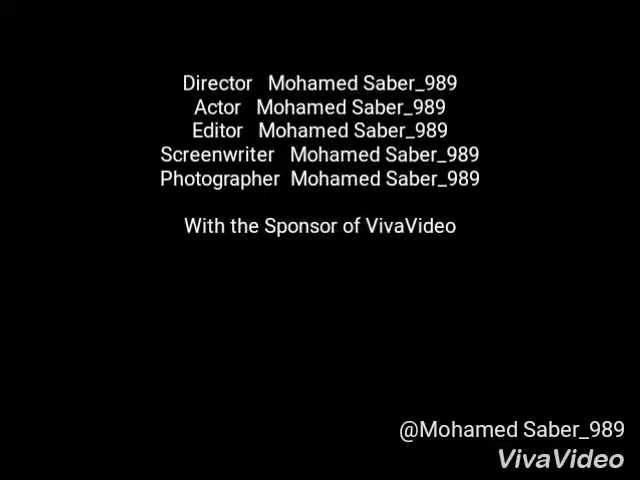 Director Mohamed Saber_989
Actor Mohamed Saber_989
Editor Mohamed Saber_989
Screenwriter Mohamed Saber_989
Photographer Mohamed Saber_989
With the Sponsor of VivaVideo
@Mohamed Saber_989
VivaVideo